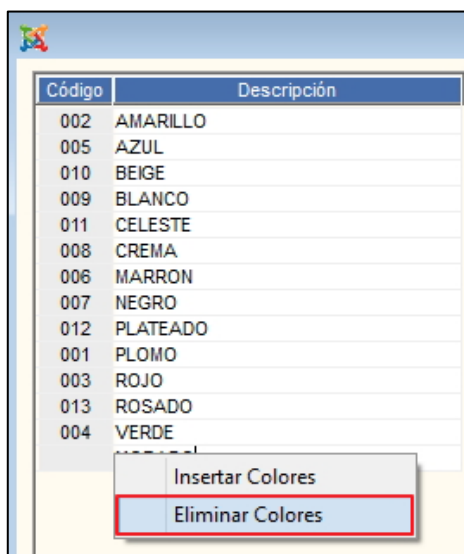 Código Descripción
002 AMARILLO
005 AZUL
010 BEIGE
009 BLANCO
011 CELESTE
008 CREMA
006 MARRON
007 NEGRO
012 PLATEADO
001 PLOMO
003 ROJO
013 ROSADO
004 VERDE
Insertar Colores
Eliminar Colores